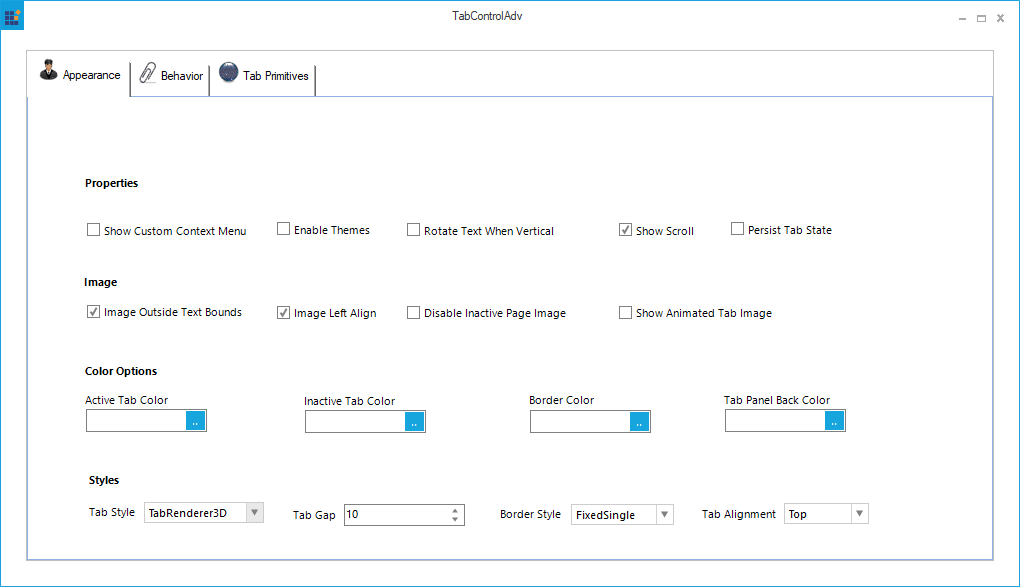 TabControlAdv
Appearance Behavior Tab Primitives
Properties
Show Custom Context Menu Enable Themes Rotate Text When Vertical Show Scroll Persist Tab State
Image
Image Outside Text Bounds Image Left Align Disable Inactive Page Image Show Animated Tab Image
Color Options
Active Tab Color Inactive Tab Color Border Color Tab Panel Back Color
.. .. .. ..
Styles
Tab Style TabRenderer3D Tab Gap 10 Border Style FixedSingle Tab Alignment Top